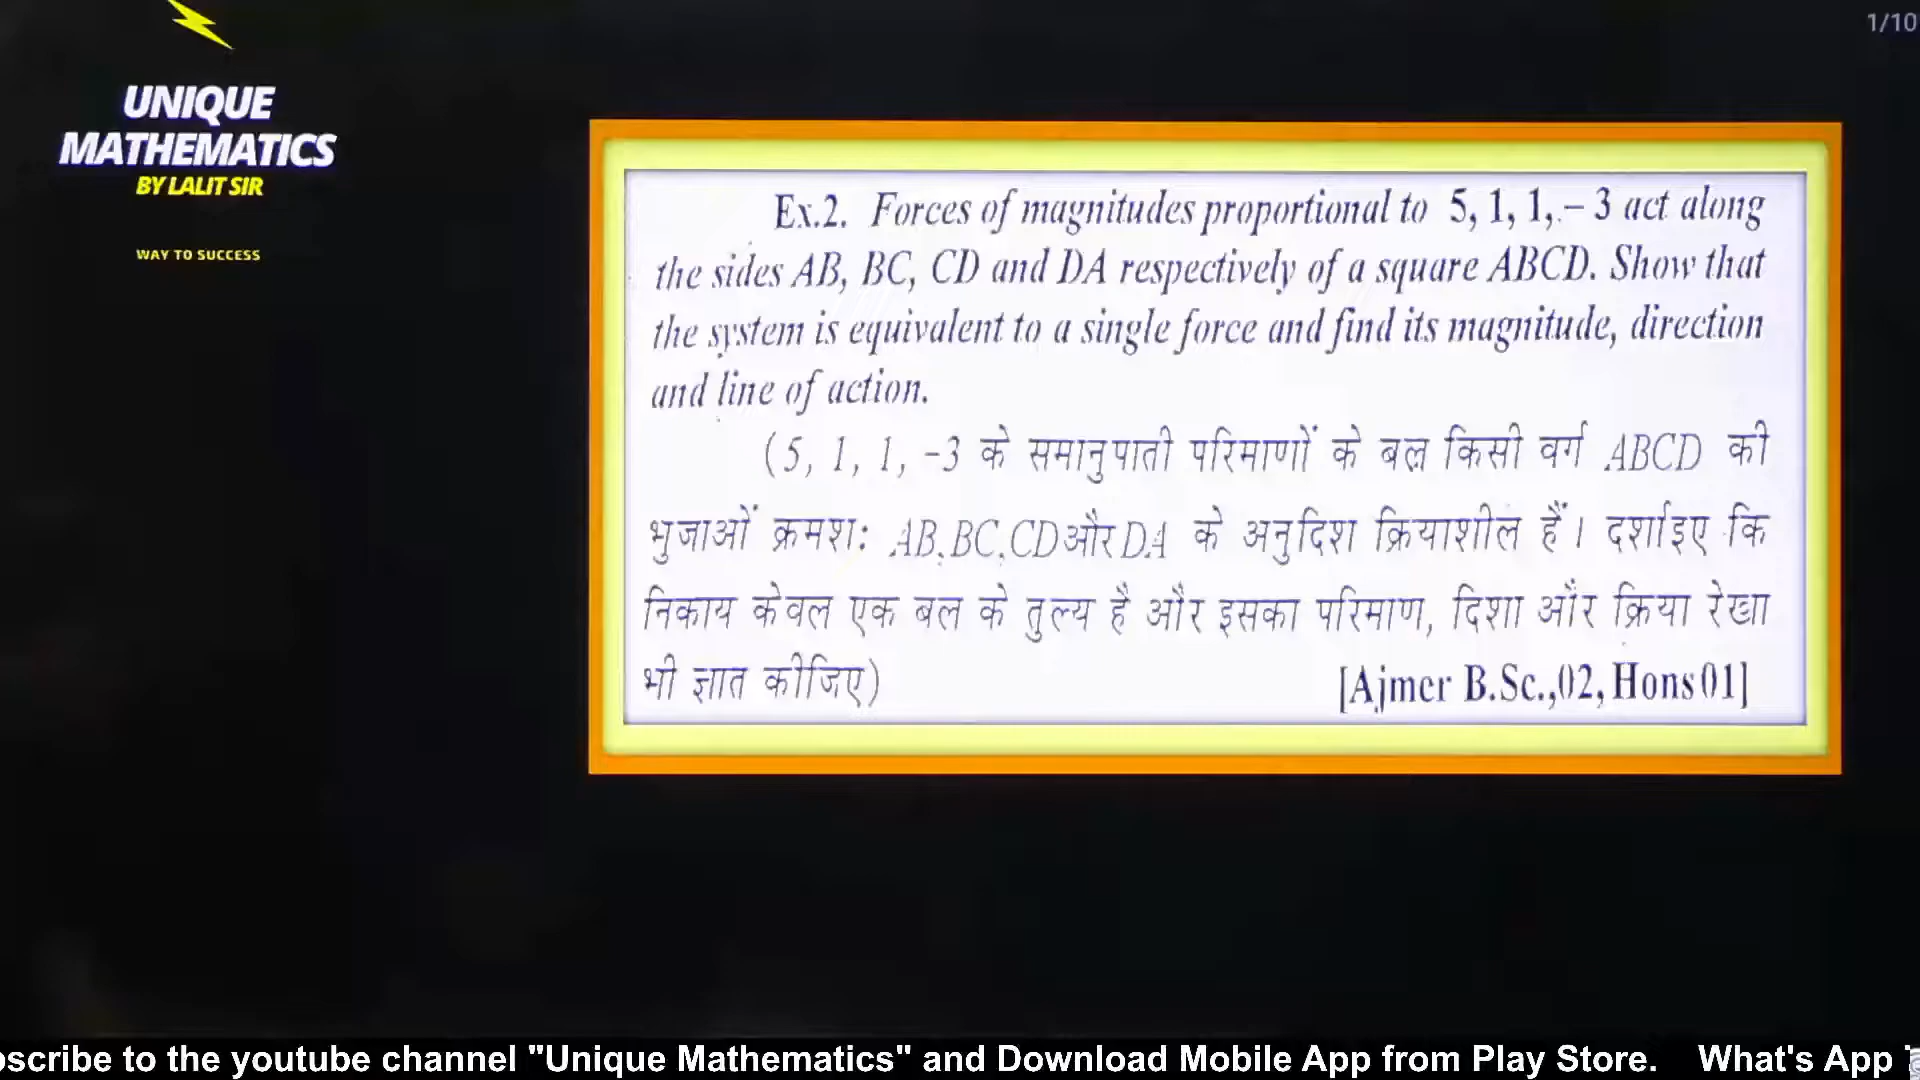 1/10
UNIQUE
MATHEMATICS
BY LALIT SIR
WAY TO SUCCESS
Ex.2. Forces of magnitudes proportional to 5, 1, 1, – 3 act along
the sides AB, BC, CD and DA respectively of a square ABCD. Show that
the system is equivalent to a single force and find its magnitude, direction
and line of action.
(5, 1, 1, -3 के समानुपाती परिमाणों के बल किसी वर्ग ABCD की
भुजाओं क्रमश: AB, BC, CD और DA के अनुदिश क्रियाशील हैं। दर्शाइए कि
निकाय केवल एक बल के तुल्य है और इसका परिमाण, दिशा और क्रिया रेखा
भी ज्ञात कीजिए)
[Ajmer B.Sc.,02, Hons 01]
scribe to the youtube channel "Unique Mathematics" and Download Mobile App from Play Store. What's App